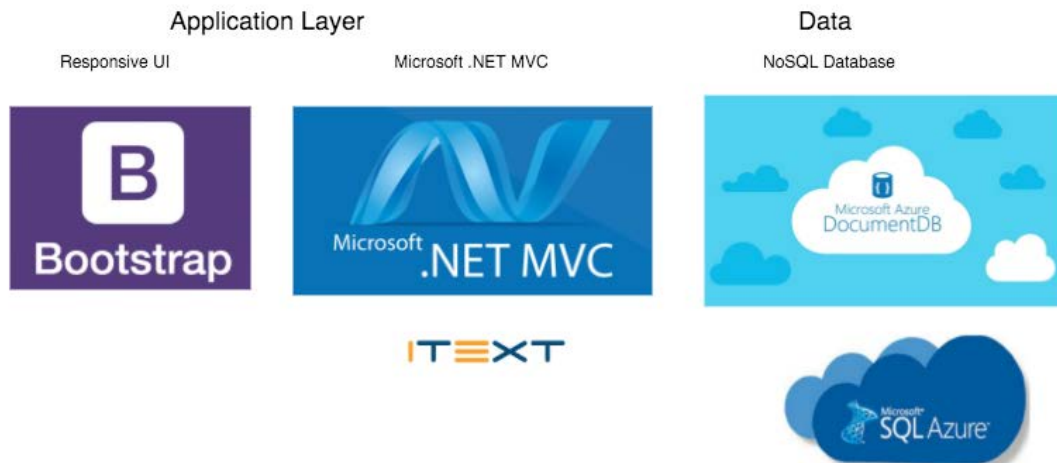 Application Layer
Data
Responsive UI
Microsoft .NET MVC
NoSQL Database
B
Bootstrap
Microsoft
.NET MVC
{ }
Microsoft Azure
DocumentDB
ITEXT
Microsoft®
SQL Azure™